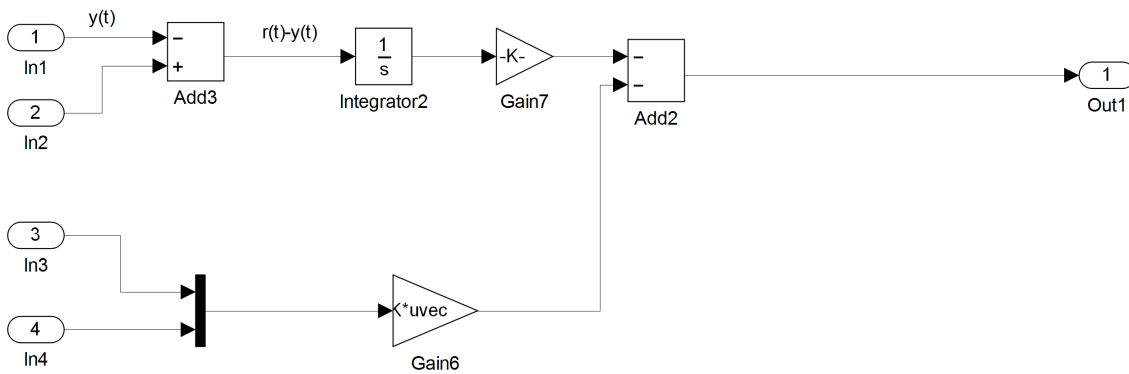 y(t)
1
In1
2
In2
−
+
Add3
r(t)-y(t)
1
s
Integrator2
-K-
Gain7
−
−
Add2
1
Out1
3
In3
4
In4
K*uvec
Gain6